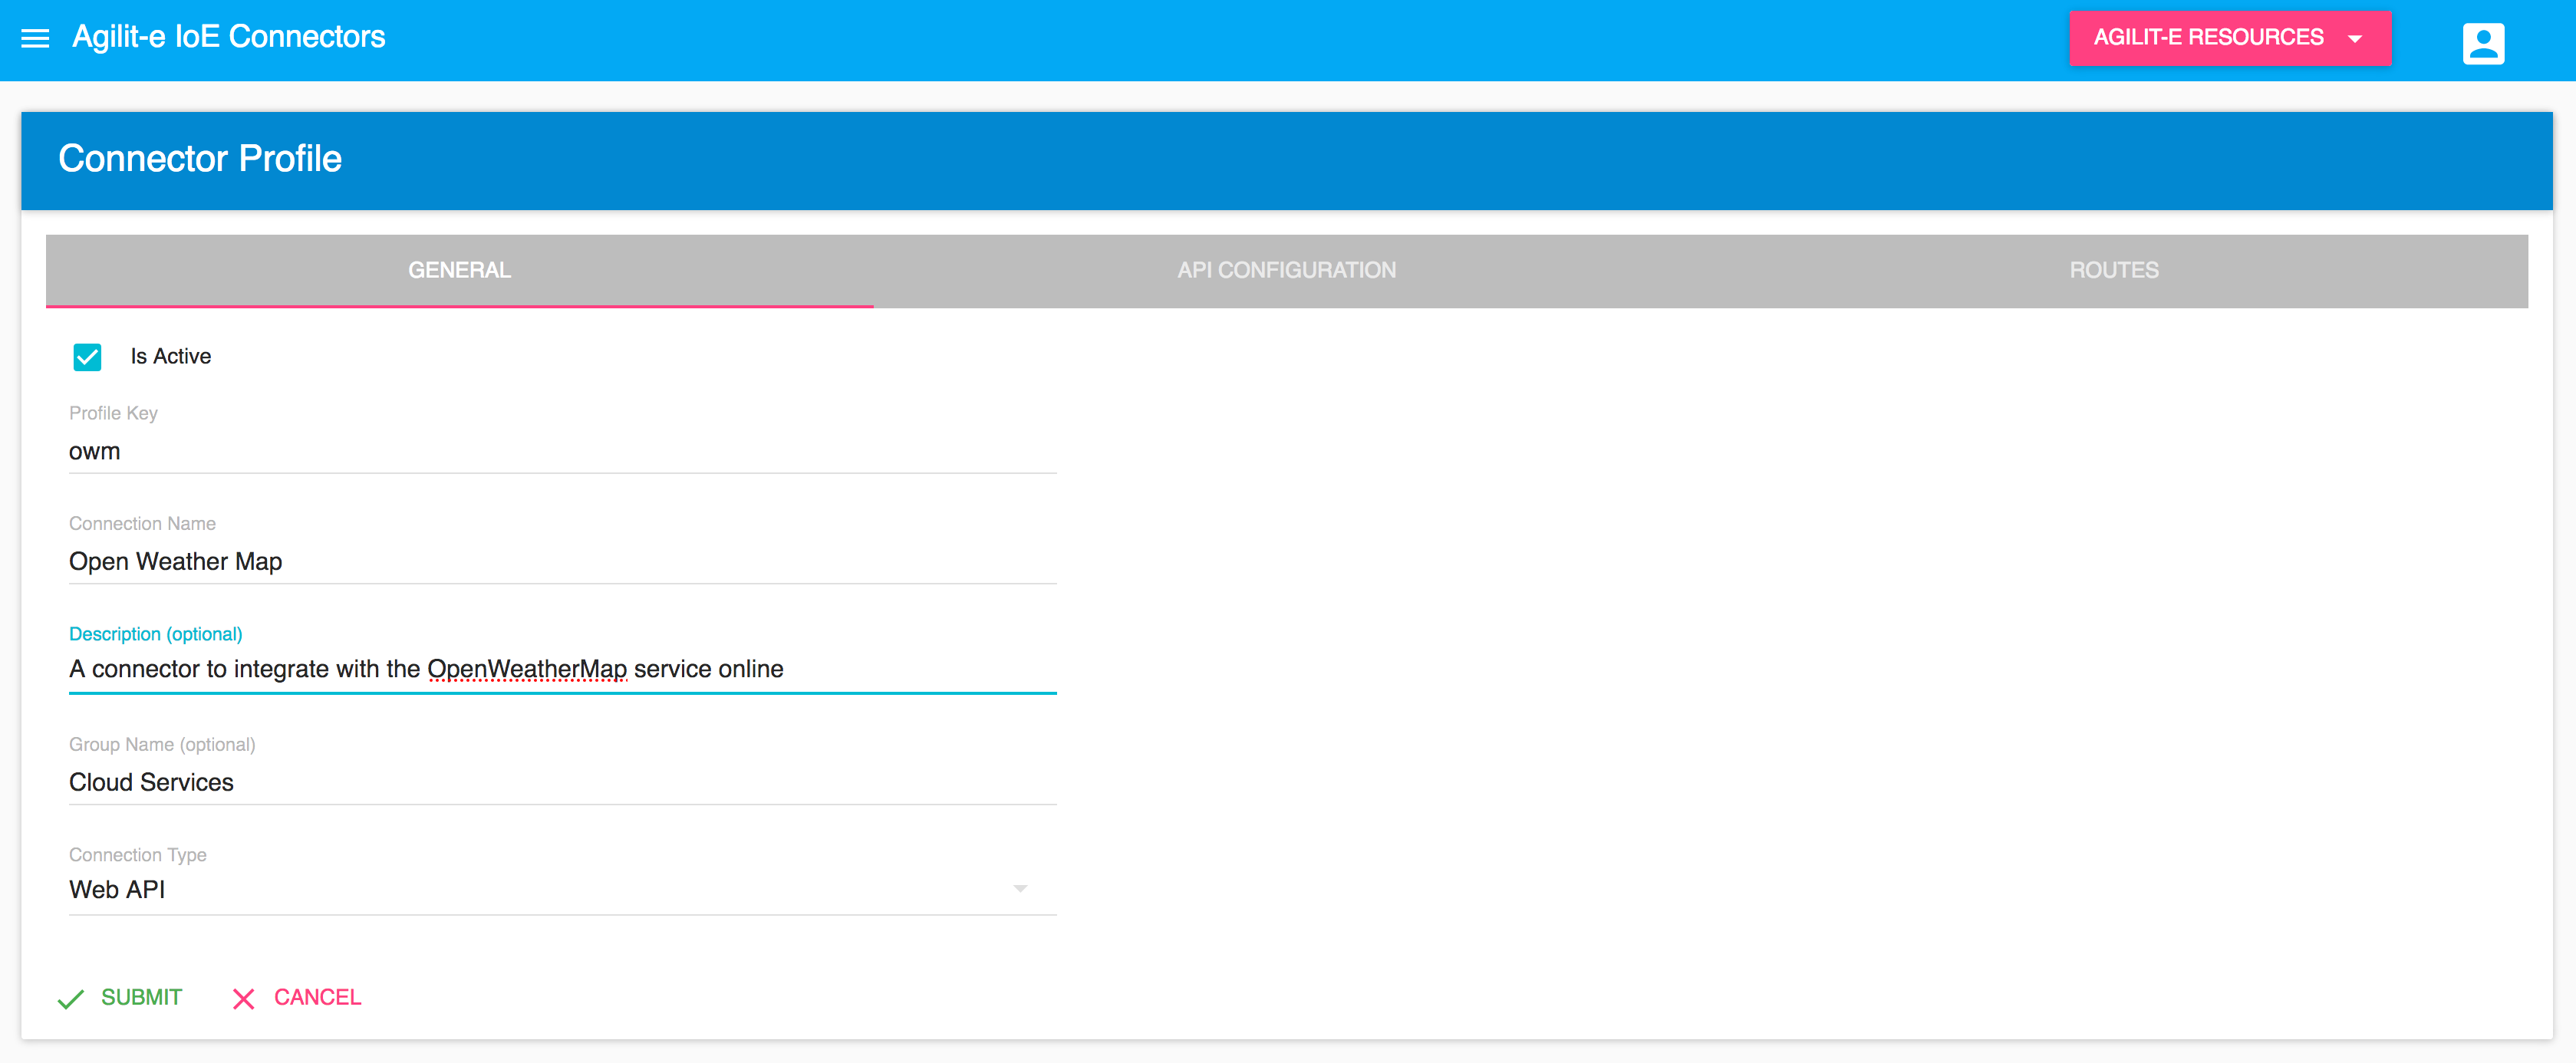 Agilit-e IoE Connectors
AGILIT-E RESOURCES
Connector Profile
GENERAL
API CONFIGURATION
ROUTES
Is Active
Profile Key
owm
Connection Name
Open Weather Map
Description (optional)
A connector to integrate with the OpenWeatherMap service online
Group Name (optional)
Cloud Services
Connection Type
Web API
SUBMIT
CANCEL